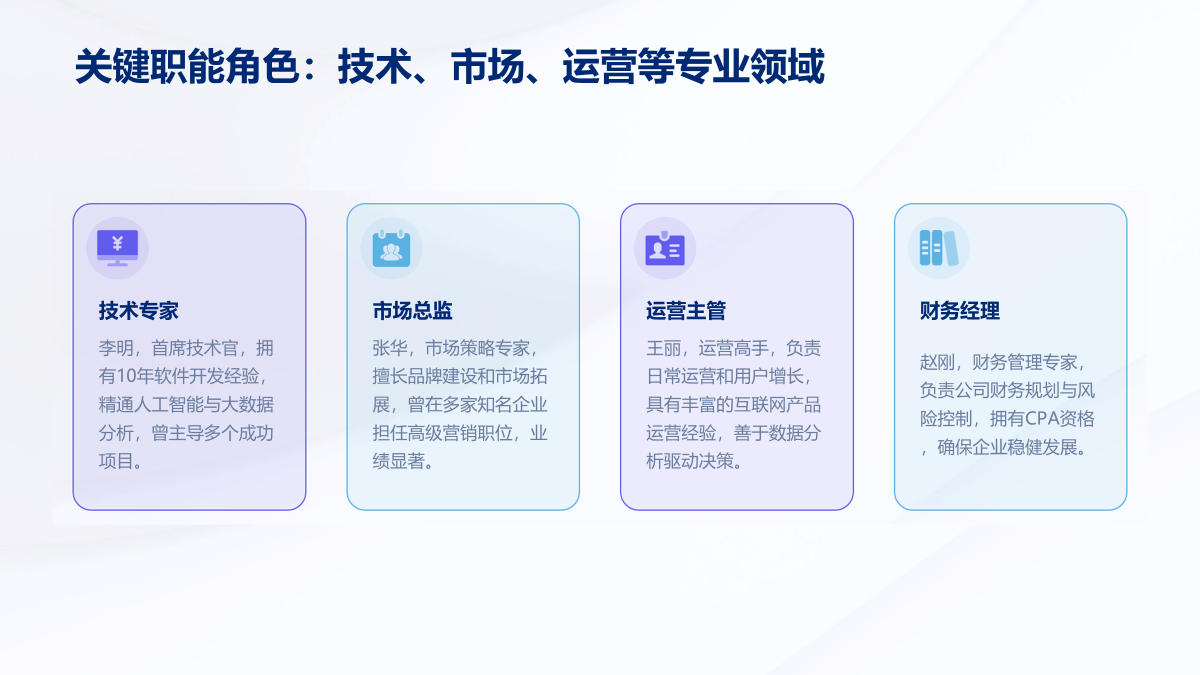 关键职能角色：技术、市场、运营等专业领域
¥
技术专家
李明，首席技术官，拥
有10年软件开发经验，
精通人工智能与大数据
分析，曾主导多个成功
项目。
市场总监
张华，市场策略专家，
擅长品牌建设和市场拓
展，曾在多家知名企业
担任高级营销职位，业
绩显著。
运营主管
王丽，运营高手，负责
日常运营和用户增长，
具有丰富的互联网产品
运营经验，善于数据分
析驱动决策。
财务经理
赵刚，财务管理专家，
负责公司财务规划与风
险控制，拥有CPA资格
，确保企业稳健发展。